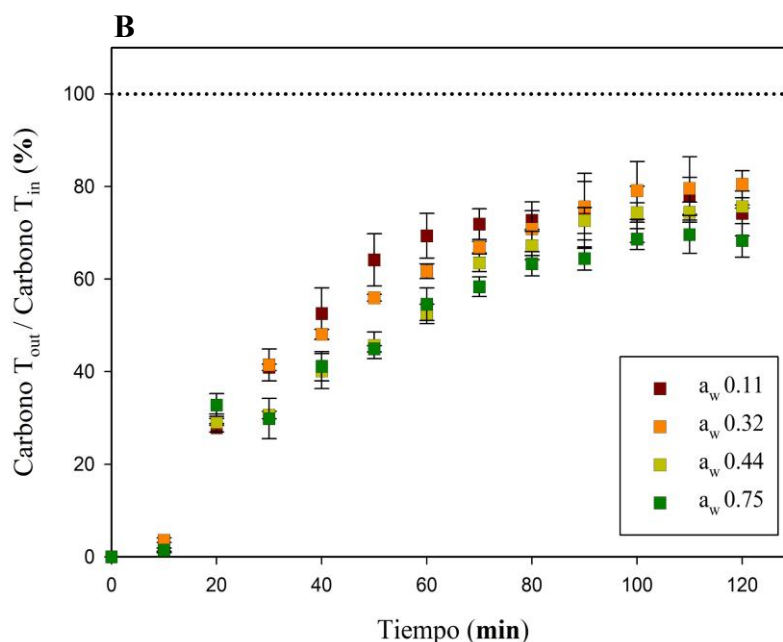 B
Carbono T_out / Carbono T_in (%)
100
80
60
40
20
0
0 20 40 60 80 100 120
Tiempo (min)
a_w 0.11
a_w 0.32
a_w 0.44
a_w 0.75